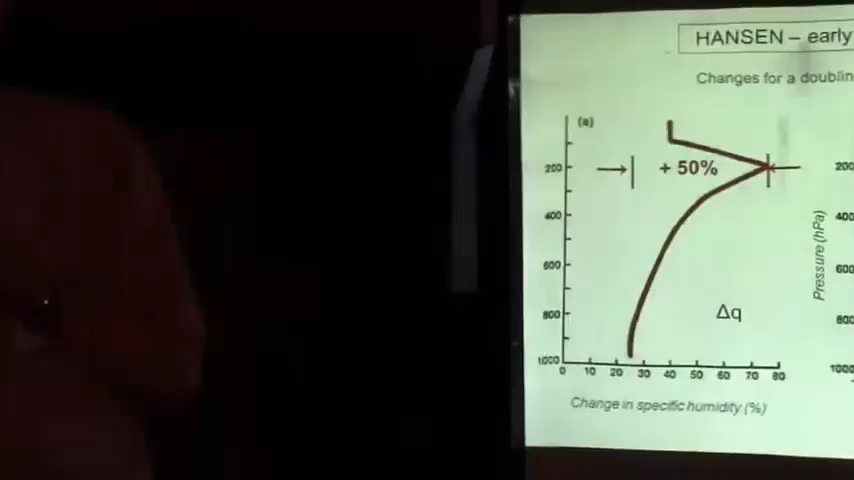 HANSEN – early
Changes for a doublin
(a)
+ 50%
200
400
600
800
1000
Δq
0 10 20 30 40 50 60 70 80
Change in specific humidity (%)
Pressure (hPa)
200
400
600
800
1000